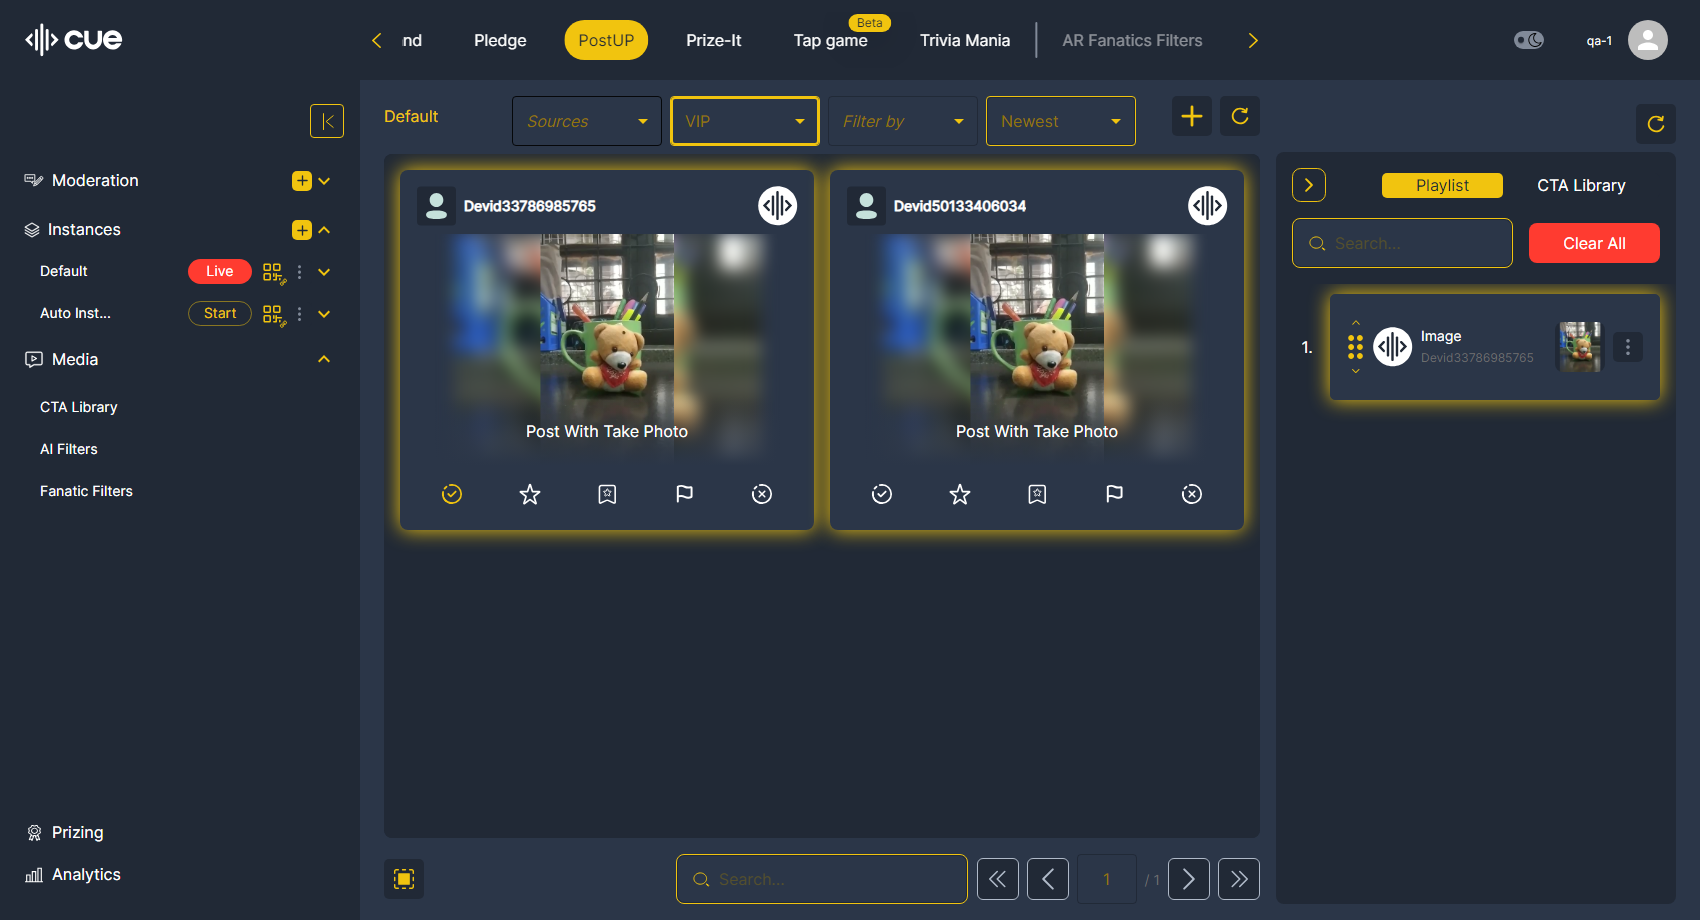 cue
nd
Pledge
PostUP
Prize-It
Beta
Tap game
Trivia Mania
AR Fanatics Filters
qa-1
Moderation
Instances
Default
Live
Auto Inst...
Start
Media
CTA Library
AI Filters
Fanatic Filters
Prizing
Analytics
Default
Sources
VIP
Filter by
Newest
Devid33786985765
Post With Take Photo
Devid50133406034
Post With Take Photo
Search...
1
/ 1
Playlist
CTA Library
Search...
Clear All
1.
Image
Devid33786985765